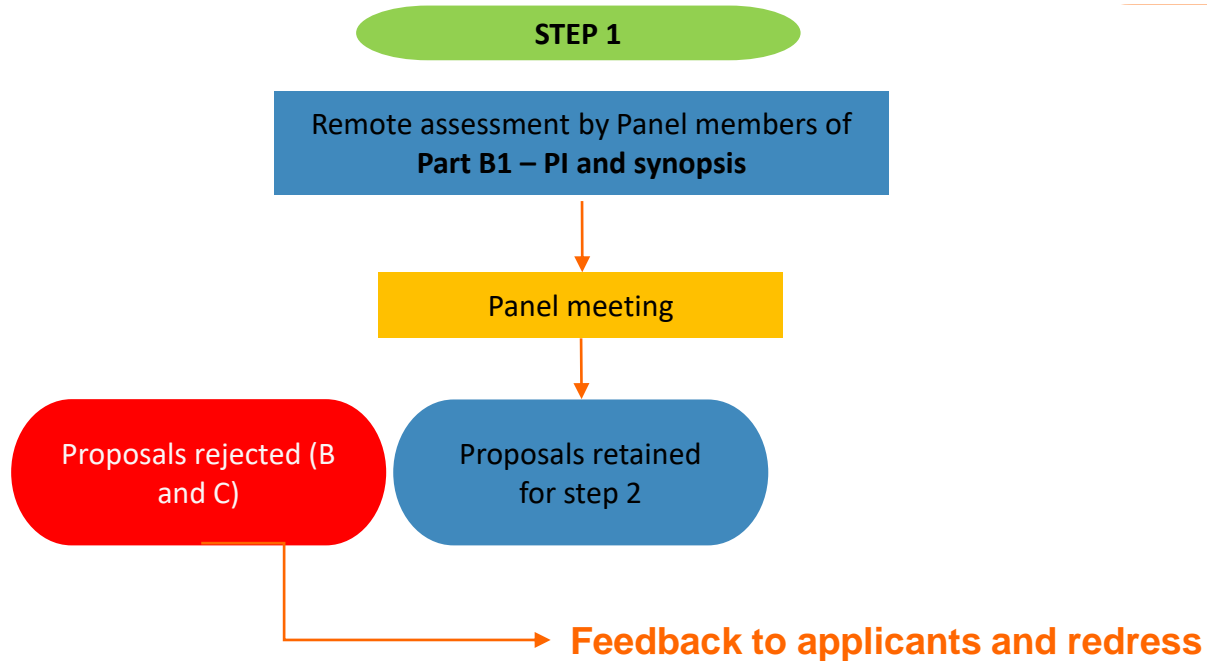 STEP 1
Remote assessment by Panel members of
Part B1 – PI and synopsis
Panel meeting
Proposals rejected (B
and C)
Proposals retained
for step 2
Feedback to applicants and redress